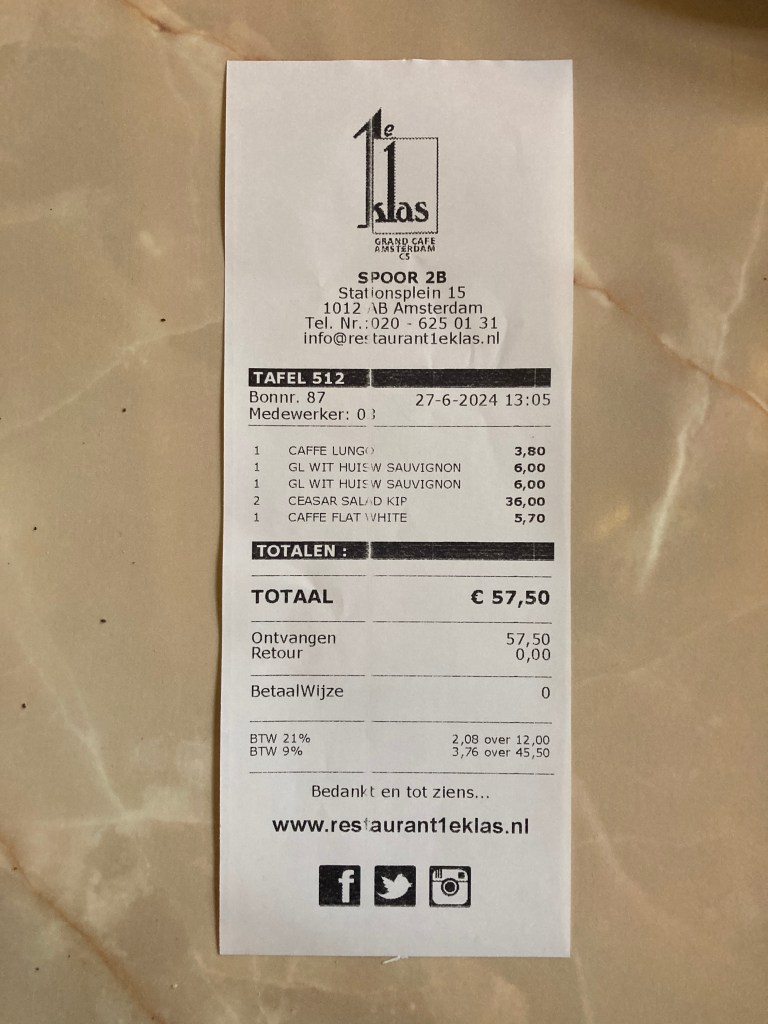 1e klas
GRAND CAFE
AMSTERDAM
CS
SPOOR 2B
Stationsplein 15
1012 AB Amsterdam
Tel. Nr.:020 - 625 01 31
info@restaurant1eklas.nl
TAFEL 512
Bonnr. 87 27-6-2024 13:05
Medewerker: 03
1 CAFFE LUNGO 3,80
1 GL WIT HUISW SAUVIGNON 6,00
1 GL WIT HUISW SAUVIGNON 6,00
2 CEASAR SALAD KIP 36,00
1 CAFFE FLAT WHITE 5,70
TOTALEN :
TOTAAL € 57,50
Ontvangen 57,50
Retour 0,00
BetaalWijze 0
BTW 21% 2,08 over 12,00
BTW 9% 3,76 over 45,50
Bedankt en tot ziens...
www.restaurant1eklas.nl